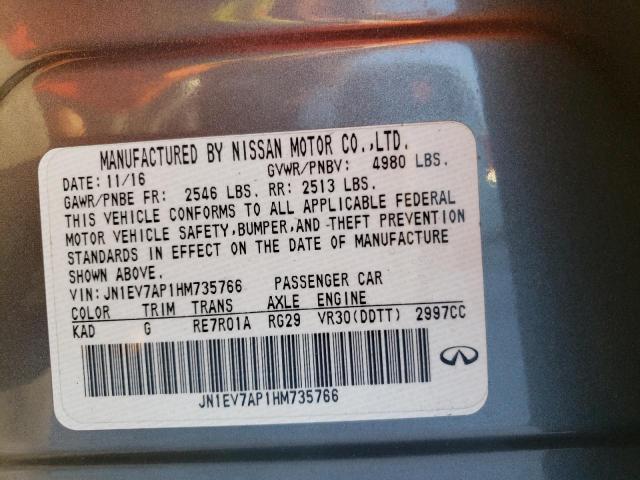 MANUFACTURED BY NISSAN MOTOR CO.,LTD.
DATE: 11/16 GVWR/PNBV: 4980 LBS.
GAWR/PNBE FR: 2546 LBS. RR: 2513 LBS.
THIS VEHICLE CONFORMS TO ALL APPLICABLE FEDERAL
MOTOR VEHICLE SAFETY,BUMPER,AND THEFT PREVENTION
STANDARDS IN EFFECT ON THE DATE OF MANUFACTURE
SHOWN ABOVE.
VIN:JN1EV7AP1HM735766 PASSENGER CAR
COLOR TRIM TRANS AXLE ENGINE
KAD G RE7R01A RG29 VR30(DDTT) 2997CC
JN1EV7AP1HM735766